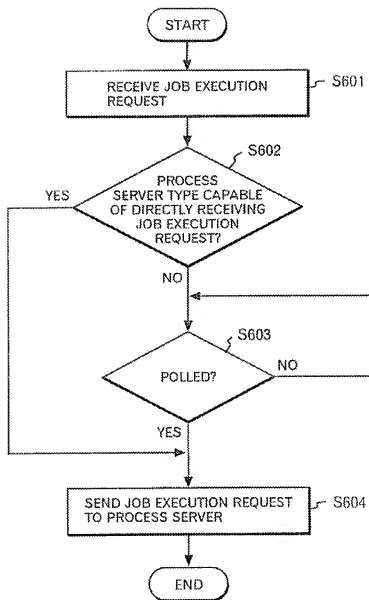 START
RECEIVE JOB EXECUTION
REQUEST
S601
S602
PROCESS
SERVER TYPE CAPABLE
OF DIRECTLY RECEIVING
JOB EXECUTION
REQUEST?
YES
NO
S603
POLLED?
NO
YES
SEND JOB EXECUTION REQUEST
TO PROCESS SERVER
S604
END